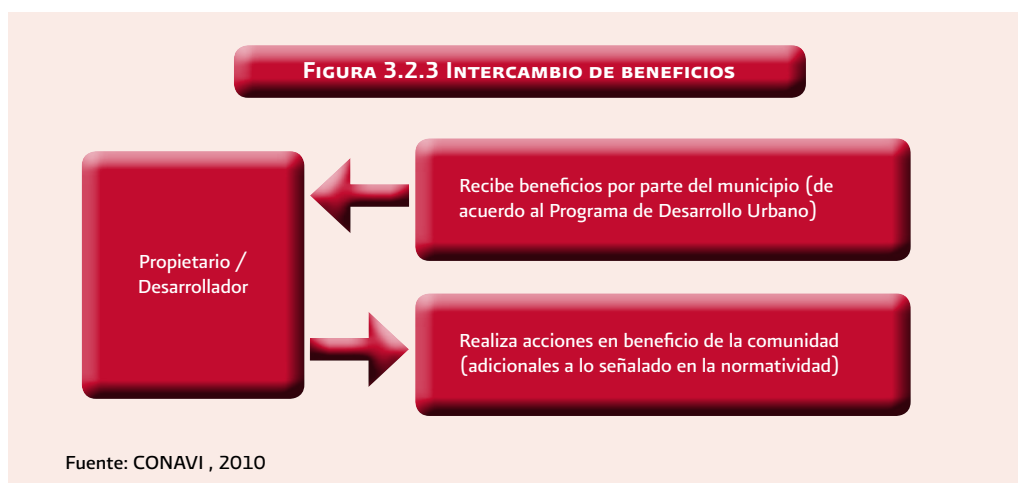 Figura 3.2.3 Intercambio de beneficios
Propietario /
Desarrollador
Recibe beneficios por parte del municipio (de
acuerdo al Programa de Desarrollo Urbano)
Realiza acciones en beneficio de la comunidad
(adicionales a lo señalado en la normatividad)
Fuente: CONAVI , 2010